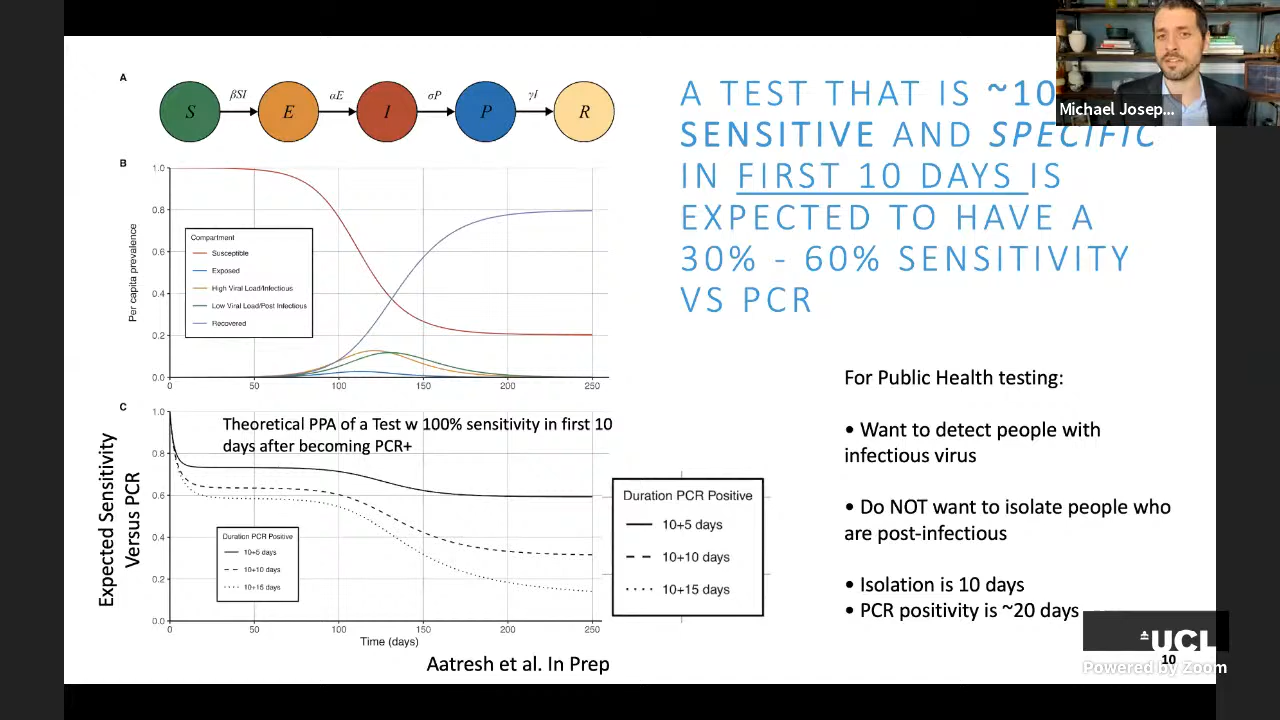 A
S
βSI
E
αE
I
σP
P
γI
R
B
Per capita prevalence
1.0
0.8
0.6
0.4
0.2
0.0
Compartment
Susceptible
Exposed
High Viral Load/Infectious
Low Viral Load/Post Infectious
Recovered
0 50 100 150 200 250
C
Expected Sensitivity
Versus PCR
1.0
0.8
0.6
0.4
0.2
0.0
Theoretical PPA of a Test w 100% sensitivity in first 10
days after becoming PCR+
Duration PCR Positive
10+5 days
10+10 days
10+15 days
0 50 100 150 200 250
Time (days)
Duration PCR Positive
10+5 days
10+10 days
10+15 days
Aatresh et al. In Prep
A TEST THAT IS ~10
SENSITIVE AND SPECIFIC
IN FIRST 10 DAYS IS
EXPECTED TO HAVE A
30% - 60% SENSITIVITY
VS PCR
For Public Health testing:
• Want to detect people with
infectious virus
• Do NOT want to isolate people who
are post-infectious
• Isolation is 10 days
• PCR positivity is ~20 days
Michael Josep...
UCL
10
Powered by Zoom